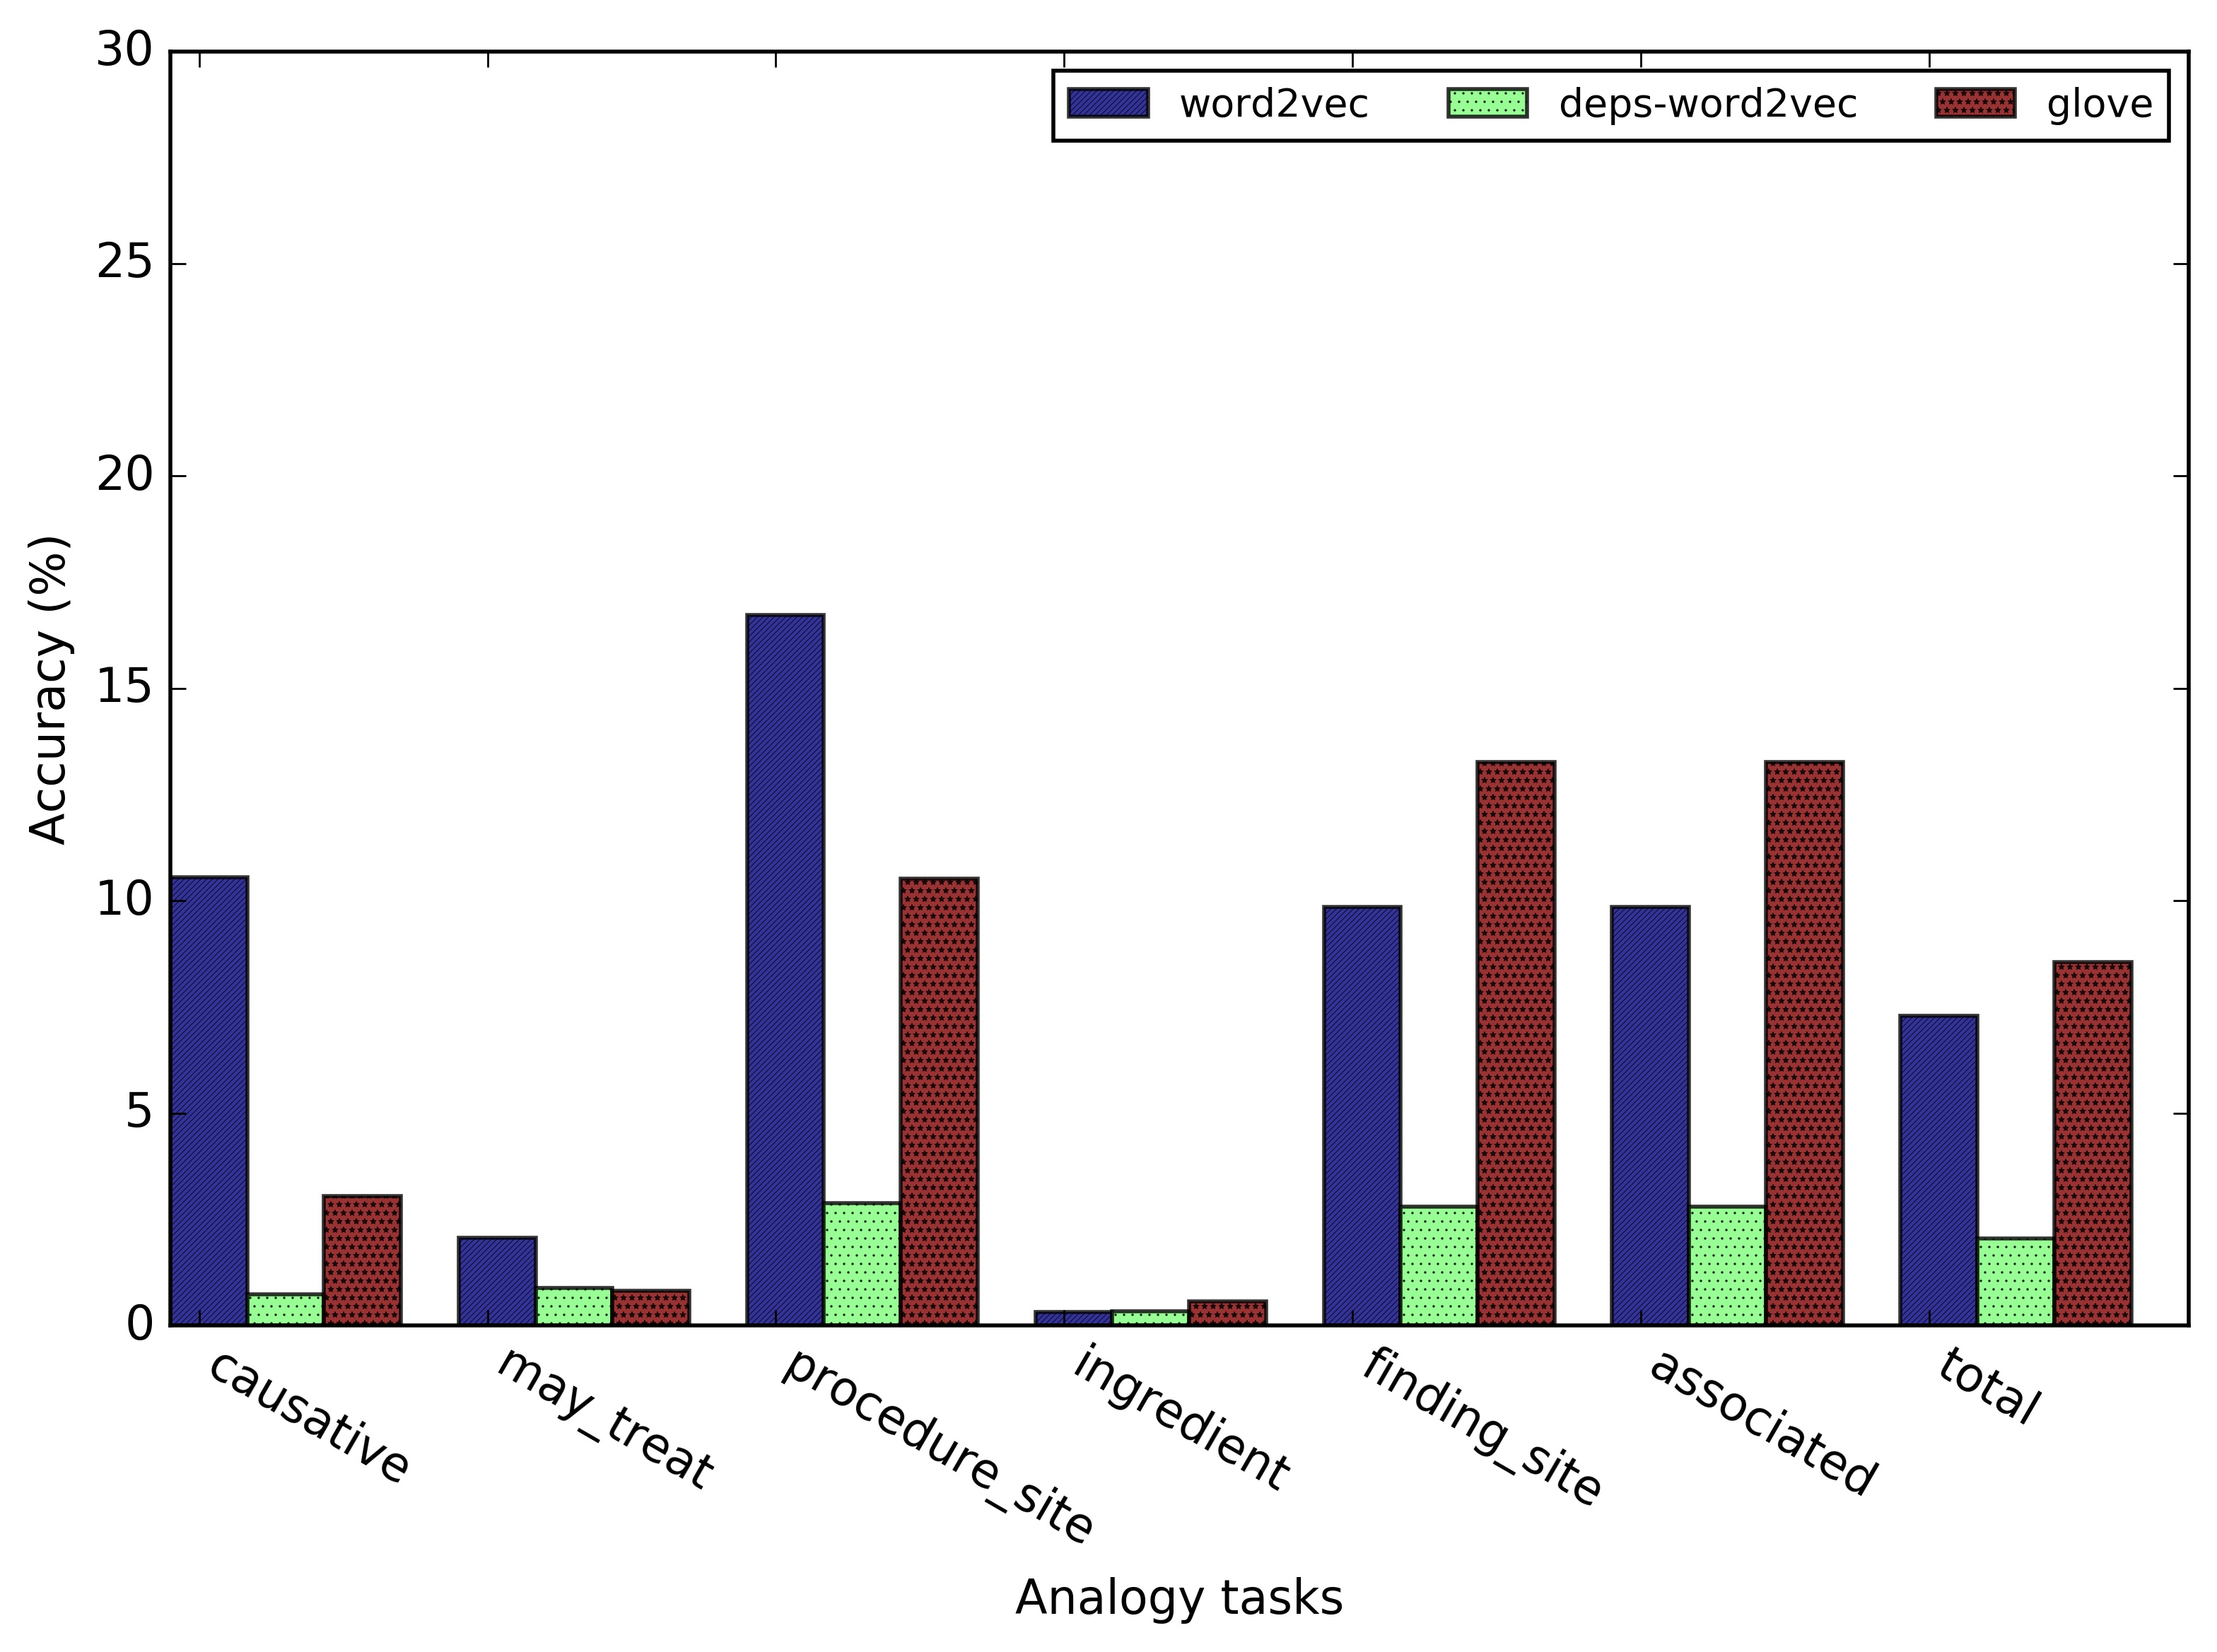 30
25
20
15
10
5
0
Accuracy (%)
word2vec deps-word2vec glove
causative may_treat procedure_site ingredient finding_site associated total
Analogy tasks